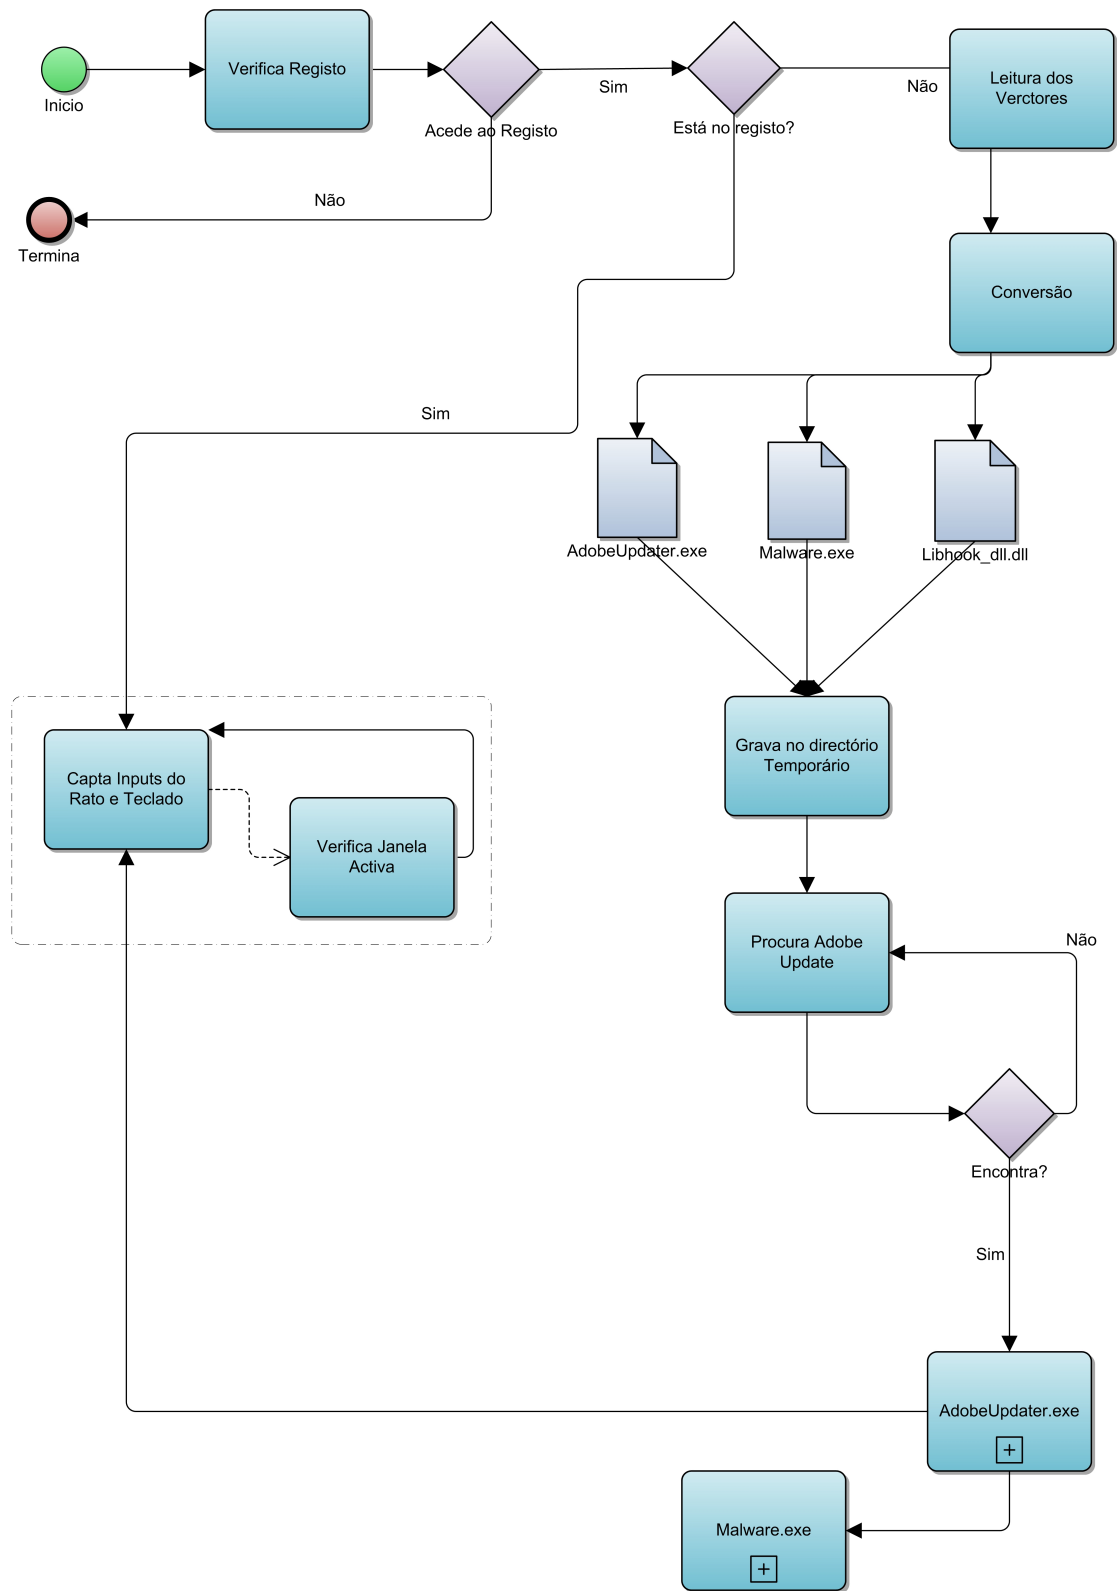 Inicio
Verifica Registo
Acede ao Registo
Sim
Está no registo?
Não
Leitura dos
Verctores
Não
Termina
Conversão
Sim
AdobeUpdater.exe
Malware.exe
Libhook_dll.dll
Grava no directório
Temporário
Capta Inputs do
Rato e Teclado
Verifica Janela
Activa
Procura Adobe
Update
Não
Encontra?
Sim
AdobeUpdater.exe
Malware.exe